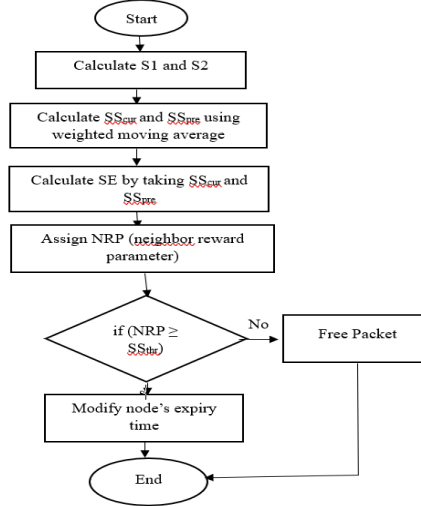 Start
Calculate S1 and S2
Calculate SScur and SSpre using
weighted moving average
Calculate SE by taking SScur and
SSpre
Assign NRP (neighbor reward
parameter)
if (NRP ≥
SSthr)
No
Free Packet
Modify node's expiry
time
End